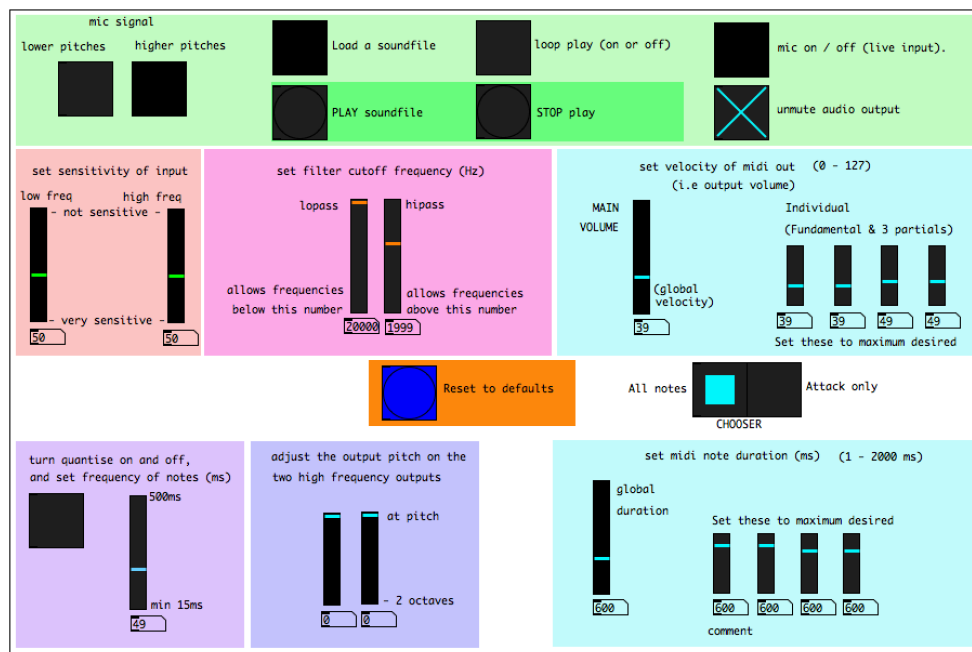 mic signal
lower pitches
higher pitches
Load a soundfile
loop play (on or off)
mic on / off (live input).
PLAY soundfile
STOP play
unmute audio output
set sensitivity of input
low freq
high freq
- not sensitive -
- very sensitive -
50
50
set filter cutoff frequency (Hz)
lopass
hipass
allows frequencies
below this number
allows frequencies
above this number
20000
1999
set velocity of midi out (0 - 127)
(i.e output volume)
MAIN
VOLUME
(global
velocity)
39
Individual
(Fundamental & 3 partials)
39
39
49
49
Set these to maximum desired
Reset to defaults
All notes
Attack only
CHOOSER
turn quantise on and off,
and set frequency of notes (ms)
500ms
min 15ms
49
adjust the output pitch on the
two high frequency outputs
at pitch
- 2 octaves
0
0
set midi note duration (ms) (1 - 2000 ms)
global
duration
600
Set these to maximum desired
600
600
600
600
comment